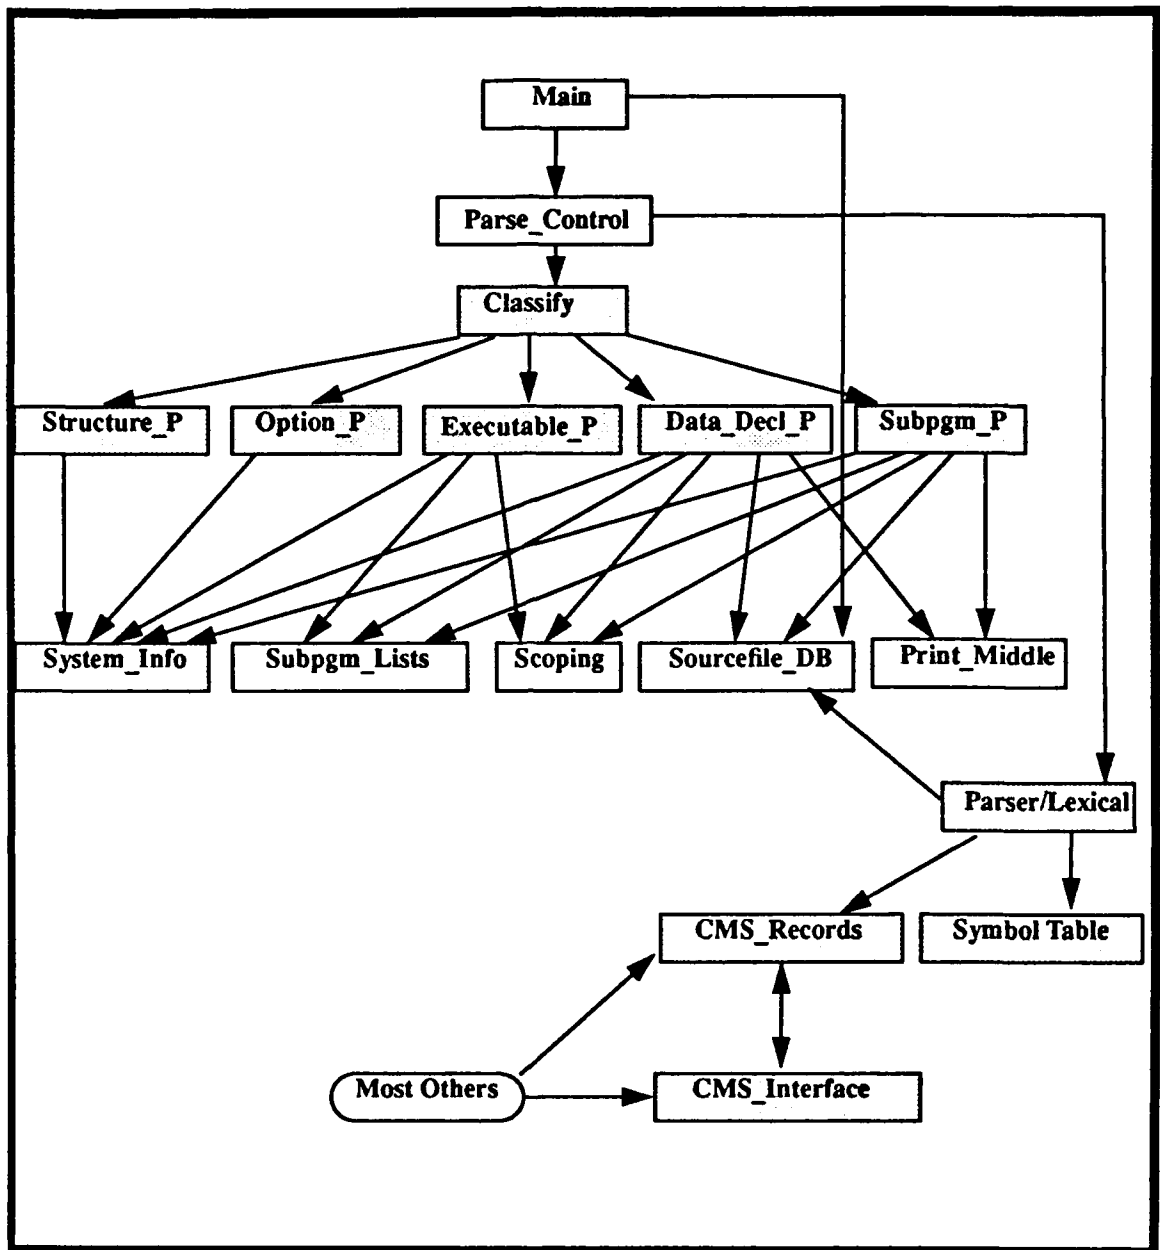 Main
Parse_Control
Classify
Structure_P
Option_P
Executable_P
Data_Decl_P
Subpgm_P
System_Info
Subpgm_Lists
Scoping
Sourcefile_DB
Print_Middle
Parser/Lexical
CMS_Records
Symbol Table
Most Others
CMS_Interface